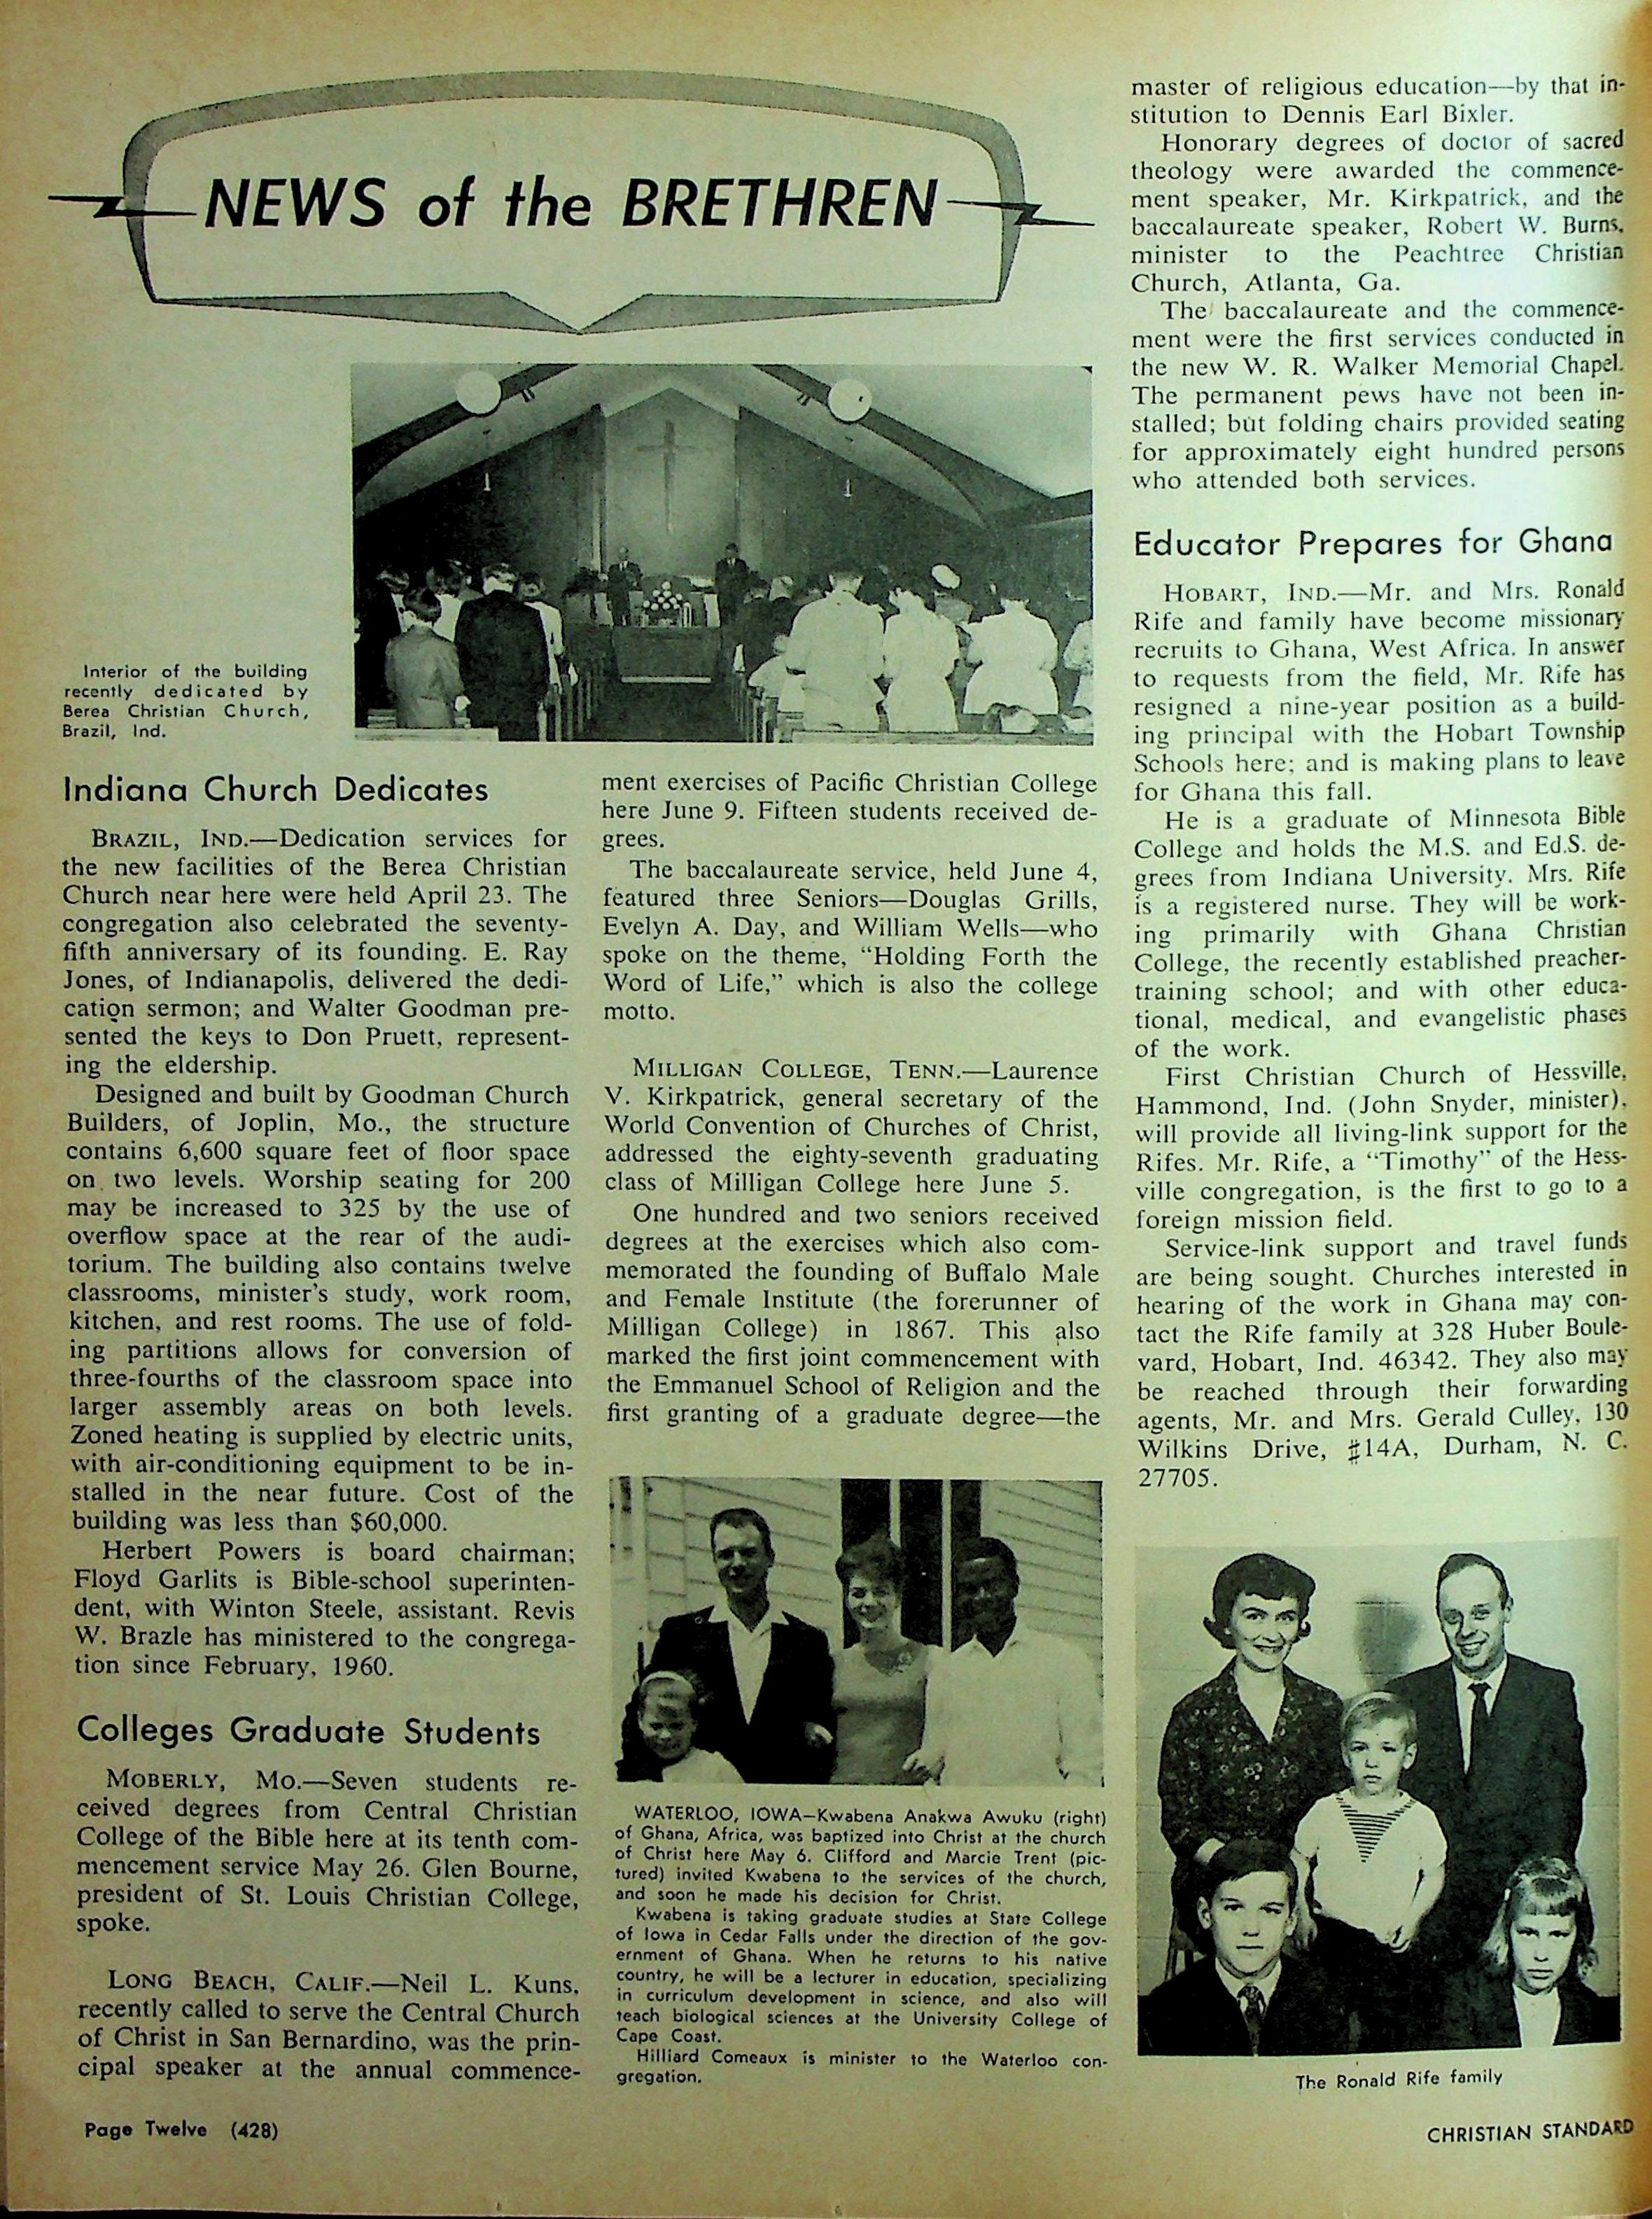 NEWS of the BRETHREN
Interior of the building
recently dedicated by
Berea Christian Church,
Brazil, Ind.
Indiana Church Dedicates
BRAZIL, IND.—Dedication services for
the new facilities of the Berea Christian
Church near here were held April 23. The
congregation also celebrated the seventy-
fifth anniversary of its founding. E. Ray
Jones, of Indianapolis, delivered the dedi-
cation sermon; and Walter Goodman pre-
sented the keys to Don Pruett, represent-
ing the eldership.
Designed and built by Goodman Church
Builders, of Joplin, Mo., the structure
contains 6,600 square feet of floor space
on two levels. Worship seating for 200
may be increased to 325 by the use of
overflow space at the rear of the audi-
torium. The building also contains twelve
classrooms, minister's study, work room,
kitchen, and rest rooms. The use of fold-
ing partitions allows for conversion of
three-fourths of the classroom space into
larger assembly areas on both levels.
Zoned heating is supplied by electric units,
with air-conditioning equipment to be in-
stalled in the near future. Cost of the
building was less than $60,000.
Herbert Powers is board chairman;
Floyd Garlits is Bible-school superinten-
dent, with Winton Steele, assistant. Revis
W. Brazle has ministered to the congrega-
tion since February, 1960.
Colleges Graduate Students
MOBERLY, MO.—Seven students re-
ceived degrees from Central Christian
College of the Bible here at its tenth com-
mencement service May 26. Glen Bourne,
president of St. Louis Christian College,
spoke.
LONG BEACH, CALIF.—Neil L. Kuns,
recently called to serve the Central Church
of Christ in San Bernardino, was the prin-
cipal speaker at the annual commence-
ment exercises of Pacific Christian College
here June 9. Fifteen students received de-
grees.
The baccalaureate service, held June 4,
featured three Seniors—Douglas Grills,
Evelyn A. Day, and William Wells—who
spoke on the theme, “Holding Forth the
Word of Life,” which is also the college
motto.
MILLIGAN COLLEGE, TENN.—Laurence
V. Kirkpatrick, general secretary of the
World Convention of Churches of Christ,
addressed the eighty-seventh graduating
class of Milligan College here June 5.
One hundred and two seniors received
degrees at the exercises which also com-
memorated the founding of Buffalo Male
and Female Institute (the forerunner of
Milligan College) in 1867. This also
marked the first joint commencement with
the Emmanuel School of Religion and the
first granting of a graduate degree—the
WATERLOO, IOWA—Kwabena Anakwa Awuku (right)
of Ghana, Africa, was baptized into Christ at the church
of Christ here May 6. Clifford and Marcie Trent (pic-
tured) invited Kwabena to the services of the church,
and soon he made his decision for Christ.
Kwabena is taking graduate studies at State College
of Iowa in Cedar Falls under the direction of the gov-
ernment of Ghana. When he returns to his native
country, he will be a lecturer in education, specializing
in curriculum development in science, and also will
teach biological sciences at the University College of
Cape Coast.
Hilliard Comeaux is minister to the Waterloo con-
gregation.
master of religious education—by that in-
stitution to Dennis Earl Bixler.
Honorary degrees of doctor of sacred
theology were awarded the commence-
ment speaker, Mr. Kirkpatrick, and the
baccalaureate speaker, Robert W. Burns,
minister to the Peachtree Christian
Church, Atlanta, Ga.
The baccalaureate and the commence-
ment were the first services conducted in
the new W. R. Walker Memorial Chapel.
The permanent pews have not been in-
stalled; but folding chairs provided seating
for approximately eight hundred persons
who attended both services.
Educator Prepares for Ghana
HOBART, IND.—Mr. and Mrs. Ronald
Rife and family have become missionary
recruits to Ghana, West Africa. In answer
to requests from the field, Mr. Rife has
resigned a nine-year position as a build-
ing principal with the Hobart Township
Schools here; and is making plans to leave
for Ghana this fall.
He is a graduate of Minnesota Bible
College and holds the M.S. and Ed.S. de-
grees from Indiana University. Mrs. Rife
is a registered nurse. They will be work-
ing primarily with Ghana Christian
College, the recently established preacher-
training school; and with other educa-
tional, medical, and evangelistic phases
of the work.
First Christian Church of Hessville,
Hammond, Ind. (John Snyder, minister),
will provide all living-link support for the
Rifes. Mr. Rife, a “Timothy” of the Hess-
ville congregation, is the first to go to a
foreign mission field.
Service-link support and travel funds
are being sought. Churches interested in
hearing of the work in Ghana may con-
tact the Rife family at 328 Huber Boule-
vard, Hobart, Ind. 46342. They also may
be reached through their forwarding
agents, Mr. and Mrs. Gerald Culley, 130
Wilkins Drive, #14A, Durham, N. C.
27705.
The Ronald Rife family
Page Twelve (428)
CHRISTIAN STANDARD